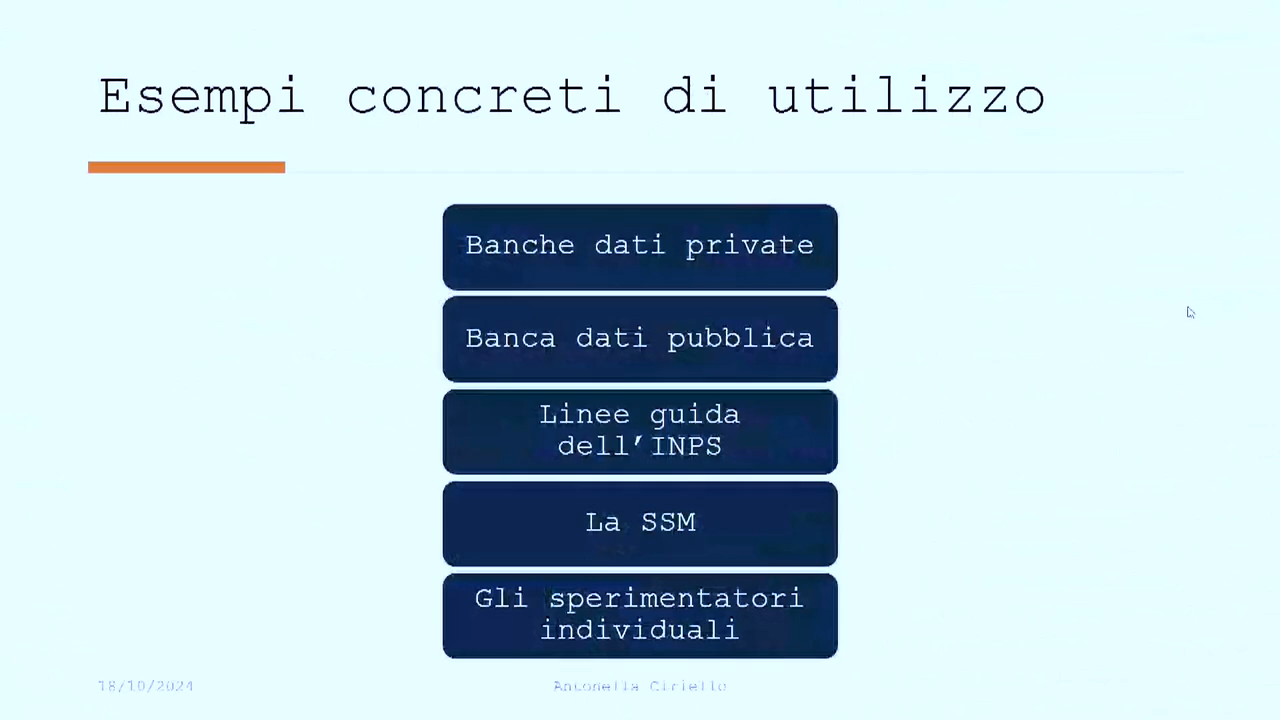 Esempi concreti di utilizzo
Banche dati private
Banca dati pubblica
Linee guida
dell’INPS
La SSM
Gli sperimentatori
individuali
18/10/2024
Antonella Ciriello